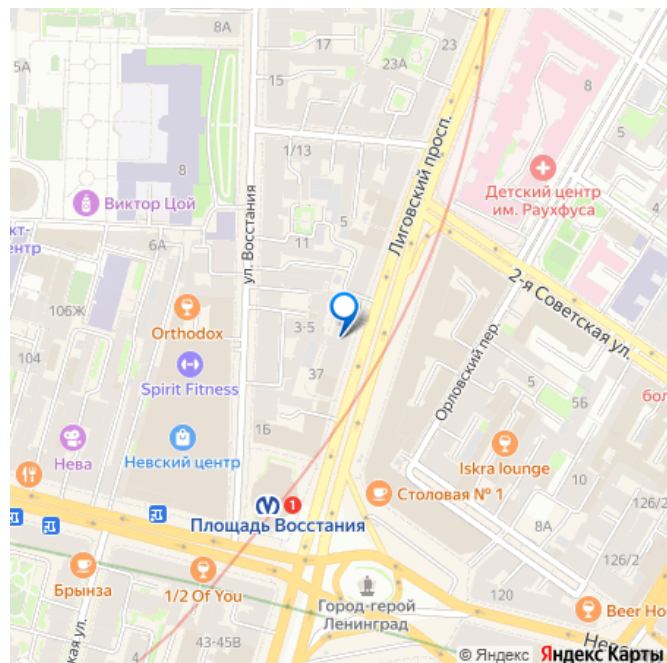 8А
17
23
5А
23А
15
8
Лиговский просп.
5
8
1/13
Детский центр
им. Раухфуса
4
Виктор Цой
ул. Восстания
5
6А
11
2-я Советская ул.
106Ж
Orthodox
3-5
Орловский пер.
104
Spirit Fitness
37
5
5Б
1Б
Нева
Невский центр
Iskra lounge
10
1
Столовая № 1
Площадь Восстания
8А
126/2
126/2
Брынза
1/2 Of You
Город-герой
Ленинград
120
43-45В
4
© Яндекс Яндекс Карты